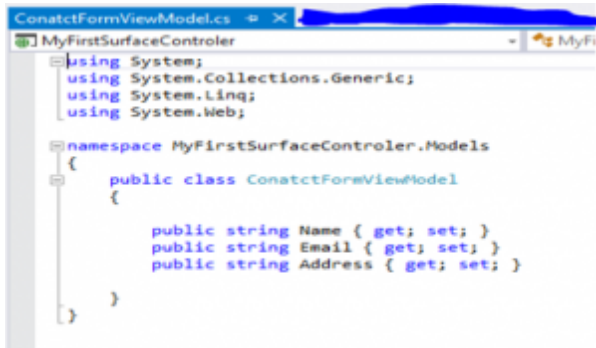 ConatctFormViewModel.cs
MyFirstSurfaceControler MyFi
using System;
using System.Collections.Generic;
using System.Linq;
using System.Web;
namespace MyFirstSurfaceControler.Models
{
public class ConatctFormViewModel
{
public string Name { get; set; }
public string Email { get; set; }
public string Address { get; set; }
}
}